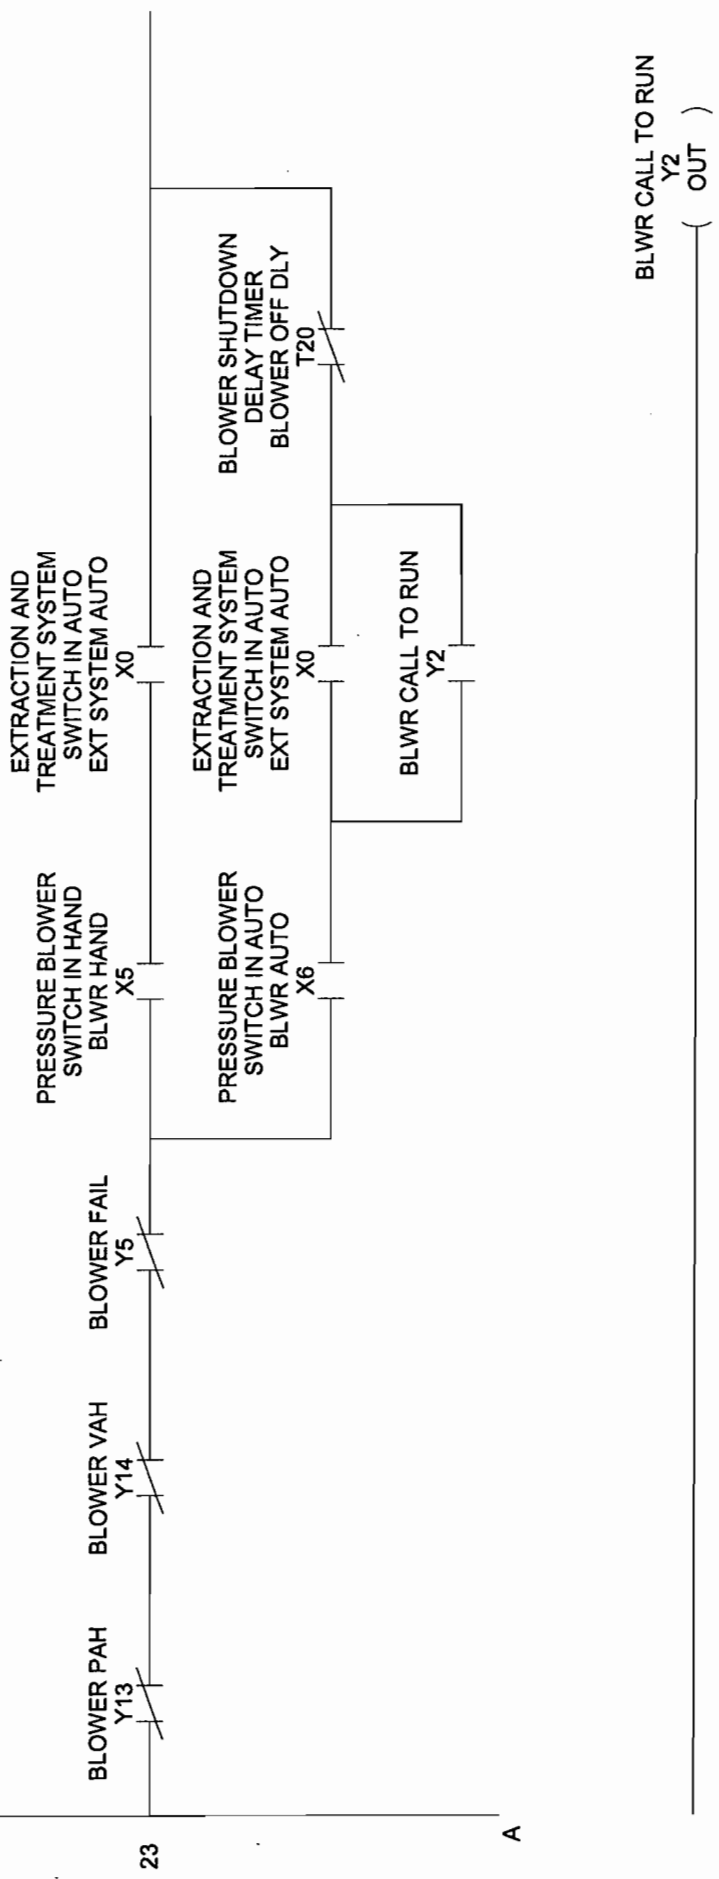 23
BLOWER PAH
Y13
BLOWER VAH
Y14
BLOWER FAIL
Y5
PRESSURE BLOWER
SWITCH IN HAND
BLWR HAND
X5
EXTRACTION AND
TREATMENT SYSTEM
SWITCH IN AUTO
EXT SYSTEM AUTO
X0
PRESSURE BLOWER
SWITCH IN AUTO
BLWR AUTO
X6
EXTRACTION AND
TREATMENT SYSTEM
SWITCH IN AUTO
EXT SYSTEM AUTO
X0
BLOWER SHUTDOWN
DELAY TIMER
BLOWER OFF DLY
T20
BLWR CALL TO RUN
Y2
A
BLWR CALL TO RUN
Y2
( OUT )